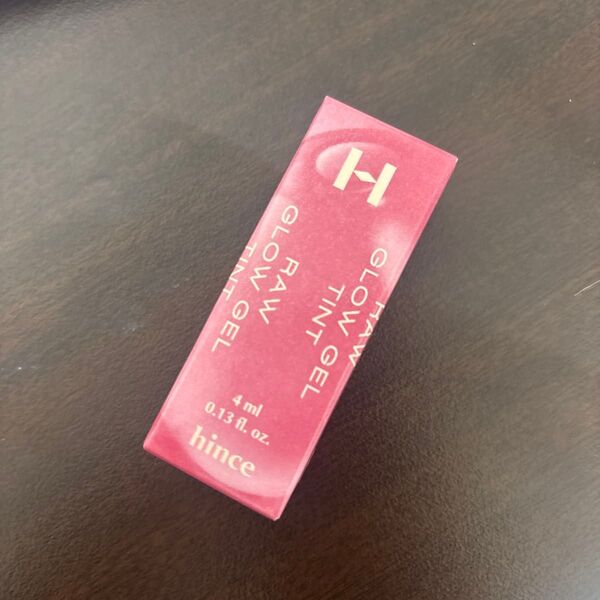 H
RAW
GLOW
TINT GEL
RAW
GLOW GEL
TINT
4 ml
0.13 fl. oz.
hince